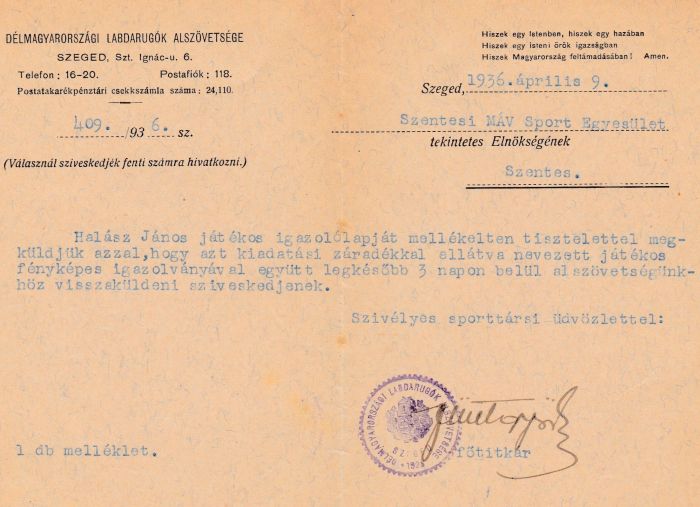 DÉLMAGYARORSZÁGI LABDARUGÓK ALSZÖVETSÉGE
SZEGED, Szt. Ignác-u. 6.
Telefon: 16-20. Postafiók: 118.
Postatakarékpénztári csekkszámla száma: 24,110.
409. /936. sz.
(Válasznál sziveskedjék fenti számra hivatkozni.)
Hiszek egy Istenben, hiszek egy hazában
Hiszek egy isteni örök igazságban
Hiszek Magyarország feltámadásában! Amen.
Szeged, 1936.április 9.
Szentesi MÁV Sport Egyesület
tekintetes Elnökségének
Szentes.
Halász János játékos igazolólapját mellékelten tisztelettel meg-
küldjük azzal,hogy azt kiadatási záradékkal ellátva nevezett játékos
fényképes igazolványával együtt legkésőbb 3 napon belül alszövetségünk-
höz visszaküldeni sziveskedjenek.
Szivélyes sporttársi üdvözlettel:
DÉLMAGYARORSZÁGI LABDARUGÓK ALSZÖVETSÉGE
főtitkár
1 db melléklet.